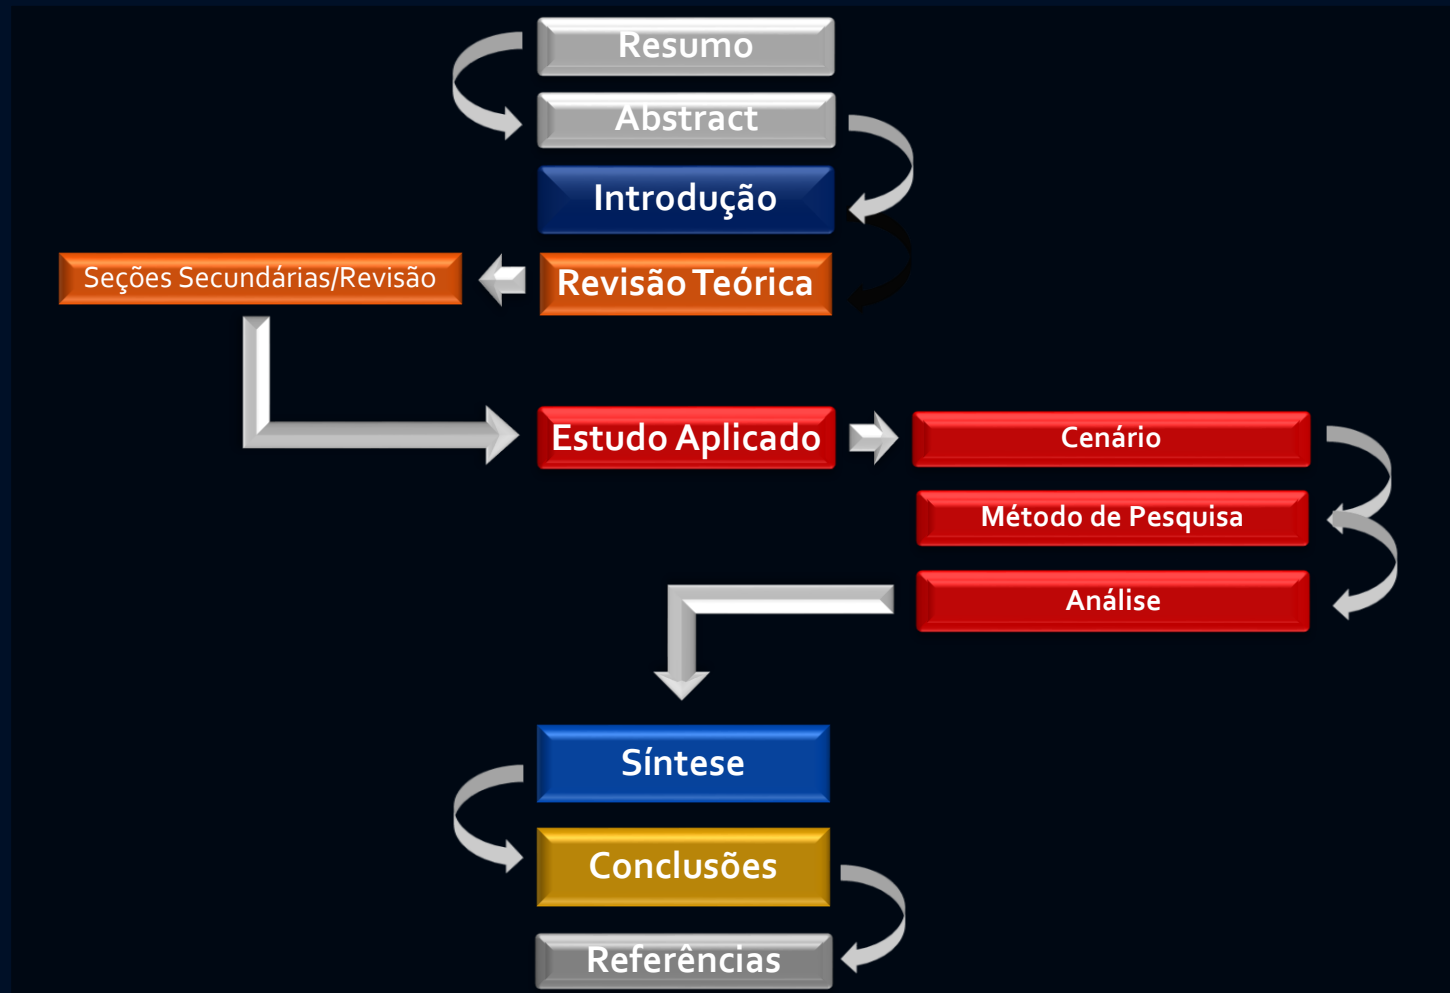 Resumo
Abstract
Introdução
Seções Secundárias/Revisão
Revisão Teórica
Estudo Aplicado
Cenário
Método de Pesquisa
Análise
Síntese
Conclusões
Referências